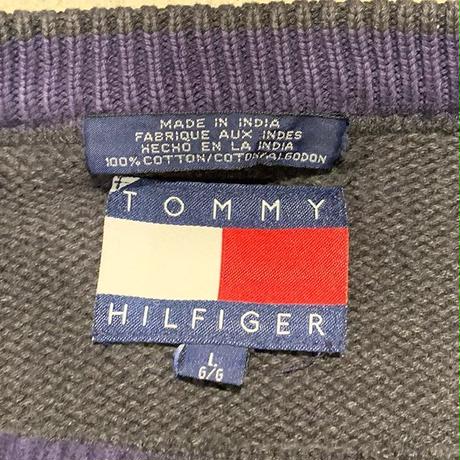 MADE IN INDIA
FABRIQUE AUX INDES
HECHO EN LA INDIA
100% COTTON/COTON/ALGODON
TOMMY
HILFIGER
L
G/G